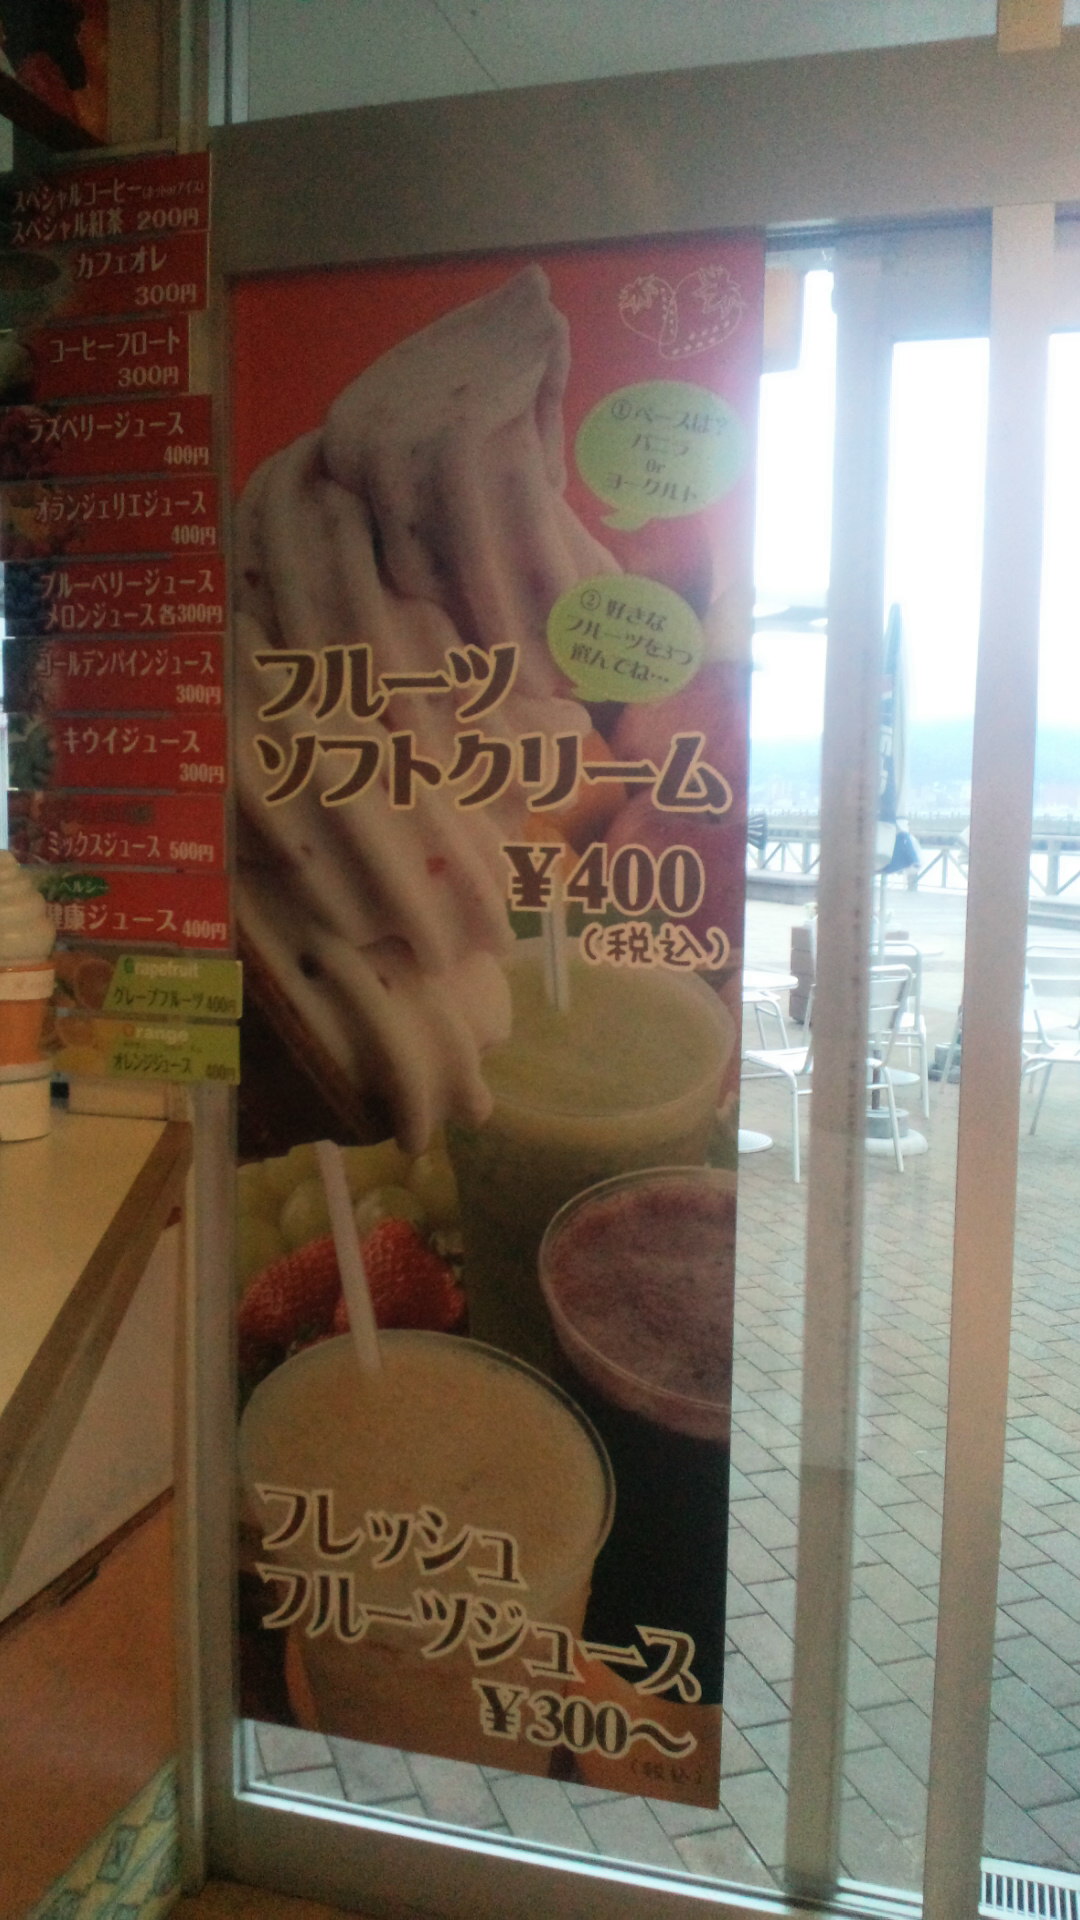 スペシャルコーヒー(ホットorアイス)
スペシャル紅茶 200円
カフェオレ
300円
コーヒーフロート
300円
ラズベリージュース
400円
オランジェリエジュース
400円
ブルーベリージュース
メロンジュース 各300円
ゴールデンパインジュース
300円
キウイジュース
300円
ミックスジュース 500円
ヘルシー
健康ジュース 400円
Grapefruit
グレープフルーツ 400円
Orange
オレンジジュース 400円
①ベースは?
バニラ
or
ヨーグルト
②好きな
フルーツを3つ
選んでね…
フルーツ
ソフトクリーム
¥400
(税込)
フレッシュ
フルーツジュース
¥300〜
(税込)